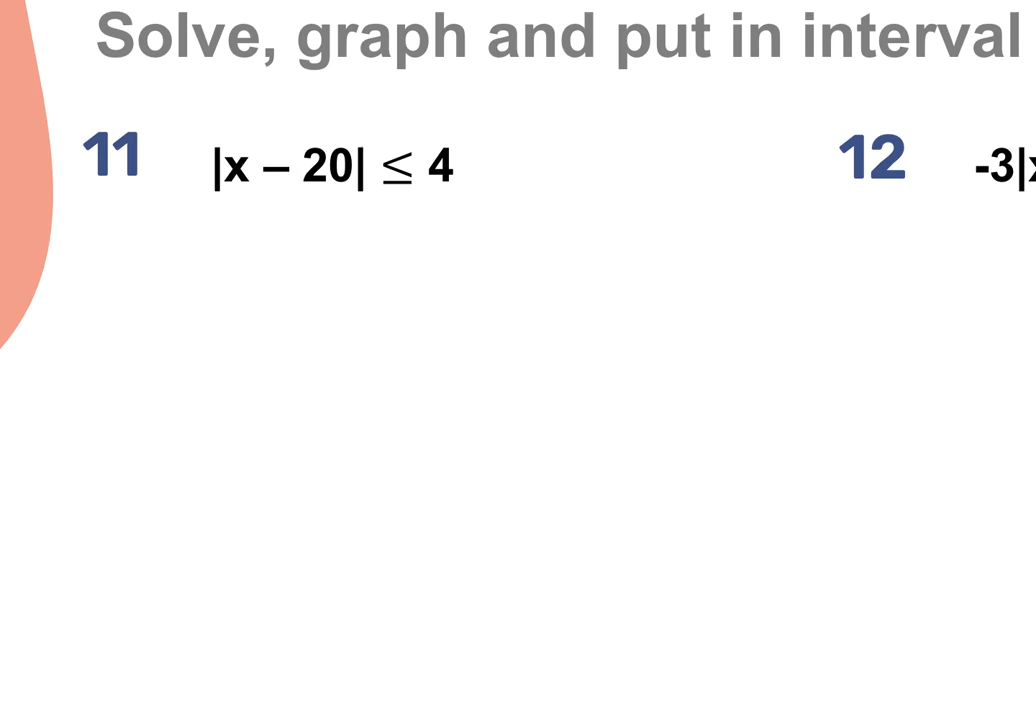 Solve, graph and put in interval
11 |x – 20| ≤ 4
12 -3|